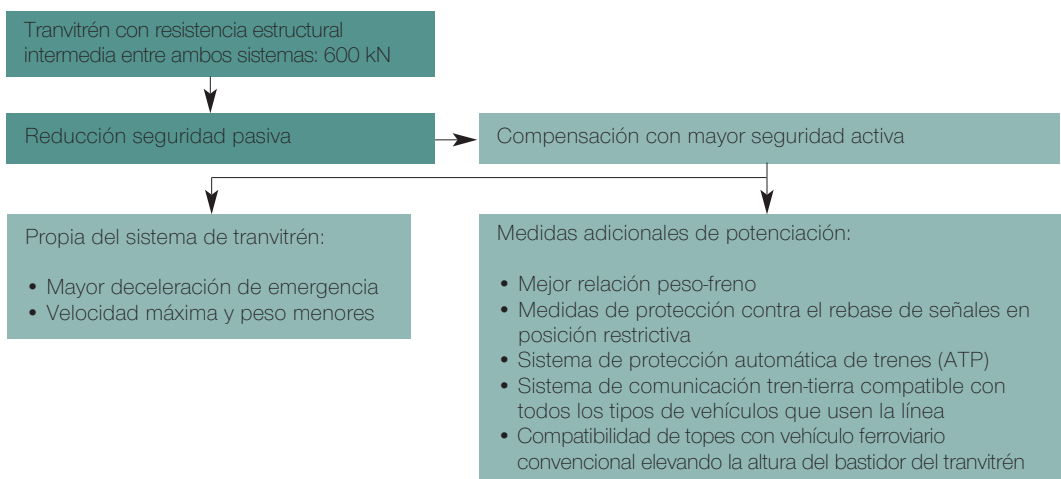 Tranvitrén con resistencia estructural
intermedia entre ambos sistemas: 600 kN
Reducción seguridad pasiva
Compensación con mayor seguridad activa
Propia del sistema de tranvitrén:
• Mayor deceleración de emergencia
• Velocidad máxima y peso menores
Medidas adicionales de potenciación:
• Mejor relación peso-freno
• Medidas de protección contra el rebase de señales en
posición restrictiva
• Sistema de protección automática de trenes (ATP)
• Sistema de comunicación tren-tierra compatible con
todos los tipos de vehículos que usen la línea
• Compatibilidad de topes con vehículo ferroviario
convencional elevando la altura del bastidor del tranvitrén